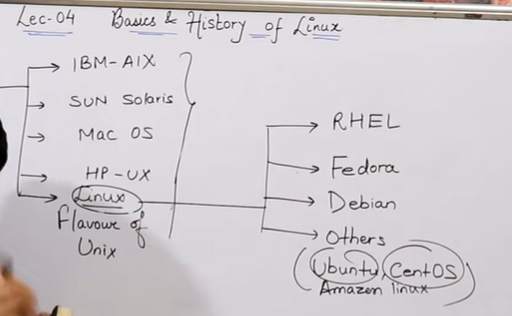 Lec-04 Basics & History of Linux
IBM-AIX
SUN Solaris
Mac OS
HP-UX
Linux
Flavour of
Unix
RHEL
Fedora
Debian
Others
(Ubuntu, CentOS)
Amazon linux